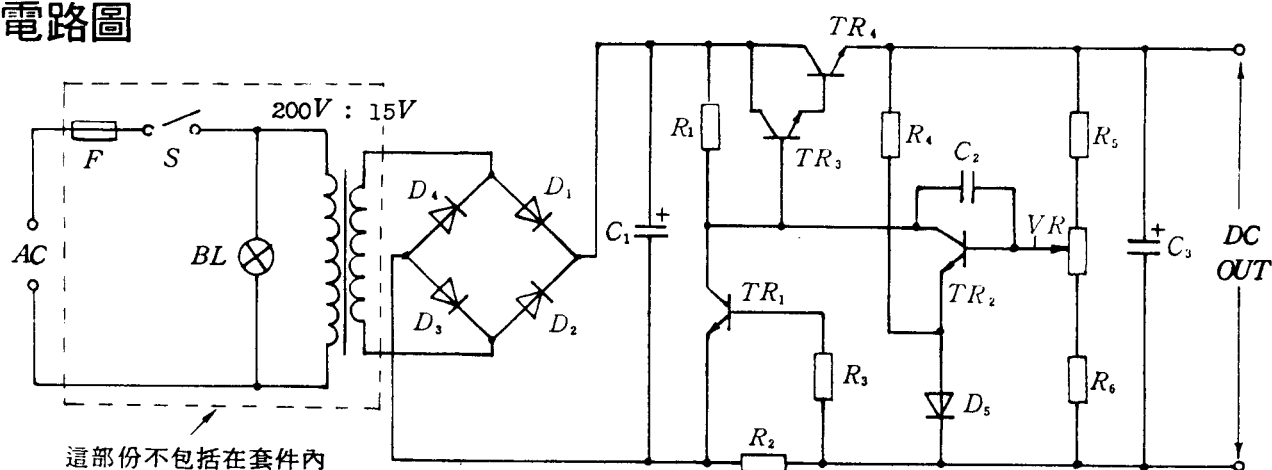 電路圖
TR₄
200V : 15V
F
S
R₁
TR₃
R₄
C₂
R₅
D₄
D₁
AC
BL
C₁
+
VR
+
C₃
DC
OUT
D₃
D₂
TR₁
TR₂
R₃
D₅
R₆
R₂
這部份不包括在套件內